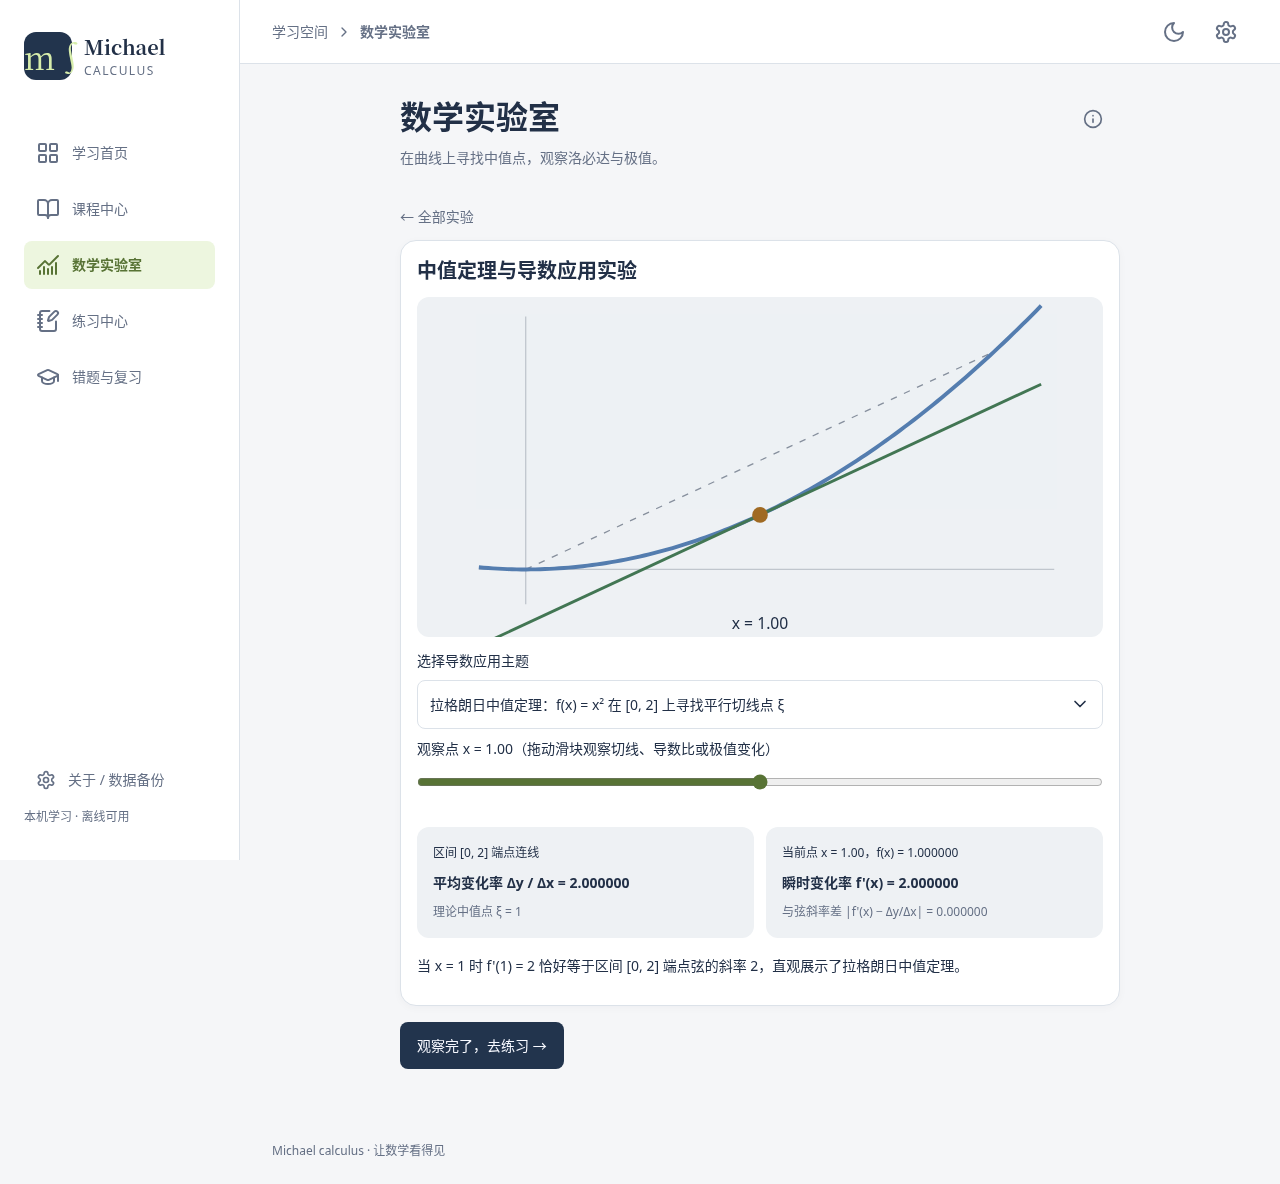 m ∫
Michael
CALCULUS
学习首页
课程中心
数学实验室
练习中心
错题与复习
关于 / 数据备份
本机学习 · 离线可用
学习空间 > 数学实验室
数学实验室
在曲线上寻找中值点，观察洛必达与极值。
← 全部实验
中值定理与导数应用实验
x = 1.00
选择导数应用主题
拉格朗日中值定理：f(x) = x² 在 [0, 2] 上寻找平行切线点 ξ
观察点 x = 1.00（拖动滑块观察切线、导数比或极值变化）
区间 [0, 2] 端点连线
平均变化率 Δy / Δx = 2.000000
理论中值点 ξ = 1
当前点 x = 1.00，f(x) = 1.000000
瞬时变化率 f'(x) = 2.000000
与弦斜率差 |f'(x) − Δy/Δx| = 0.000000
当 x = 1 时 f'(1) = 2 恰好等于区间 [0, 2] 端点弦的斜率 2，直观展示了拉格朗日中值定理。
观察完了，去练习 →
Michael calculus · 让数学看得见